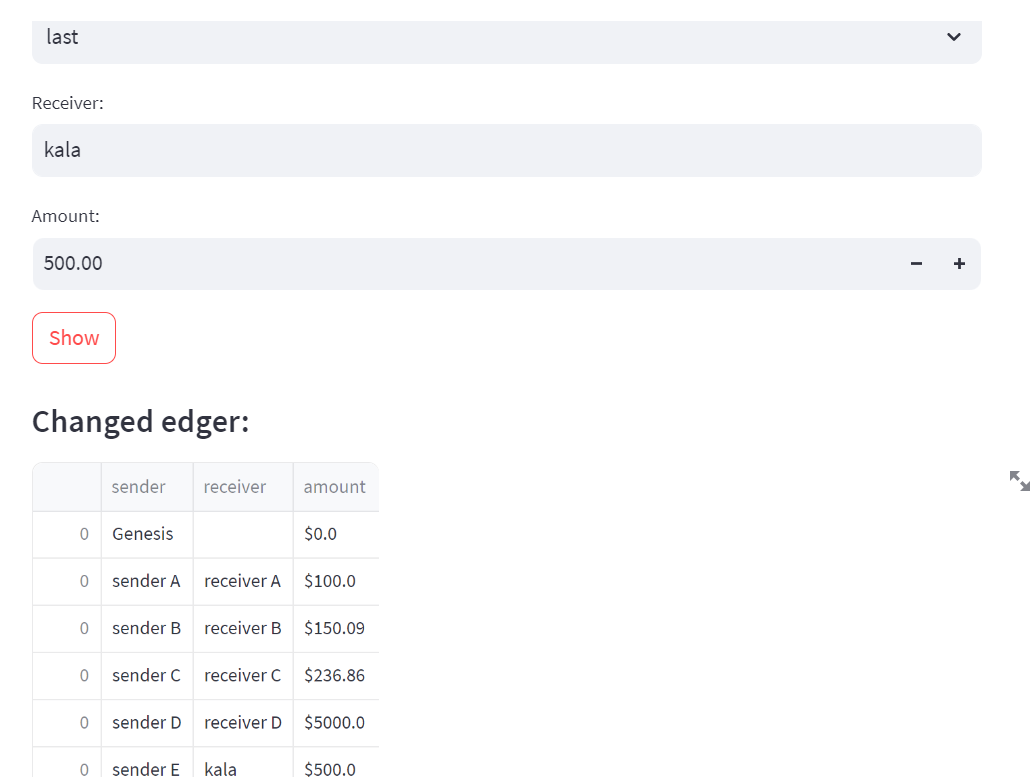 last
Receiver:
kala
Amount:
500.00
Show
Changed edger:
sender receiver amount
0 Genesis $0.0
0 sender A receiver A $100.0
0 sender B receiver B $150.09
0 sender C receiver C $236.86
0 sender D receiver D $5000.0
0 sender E kala $500.0